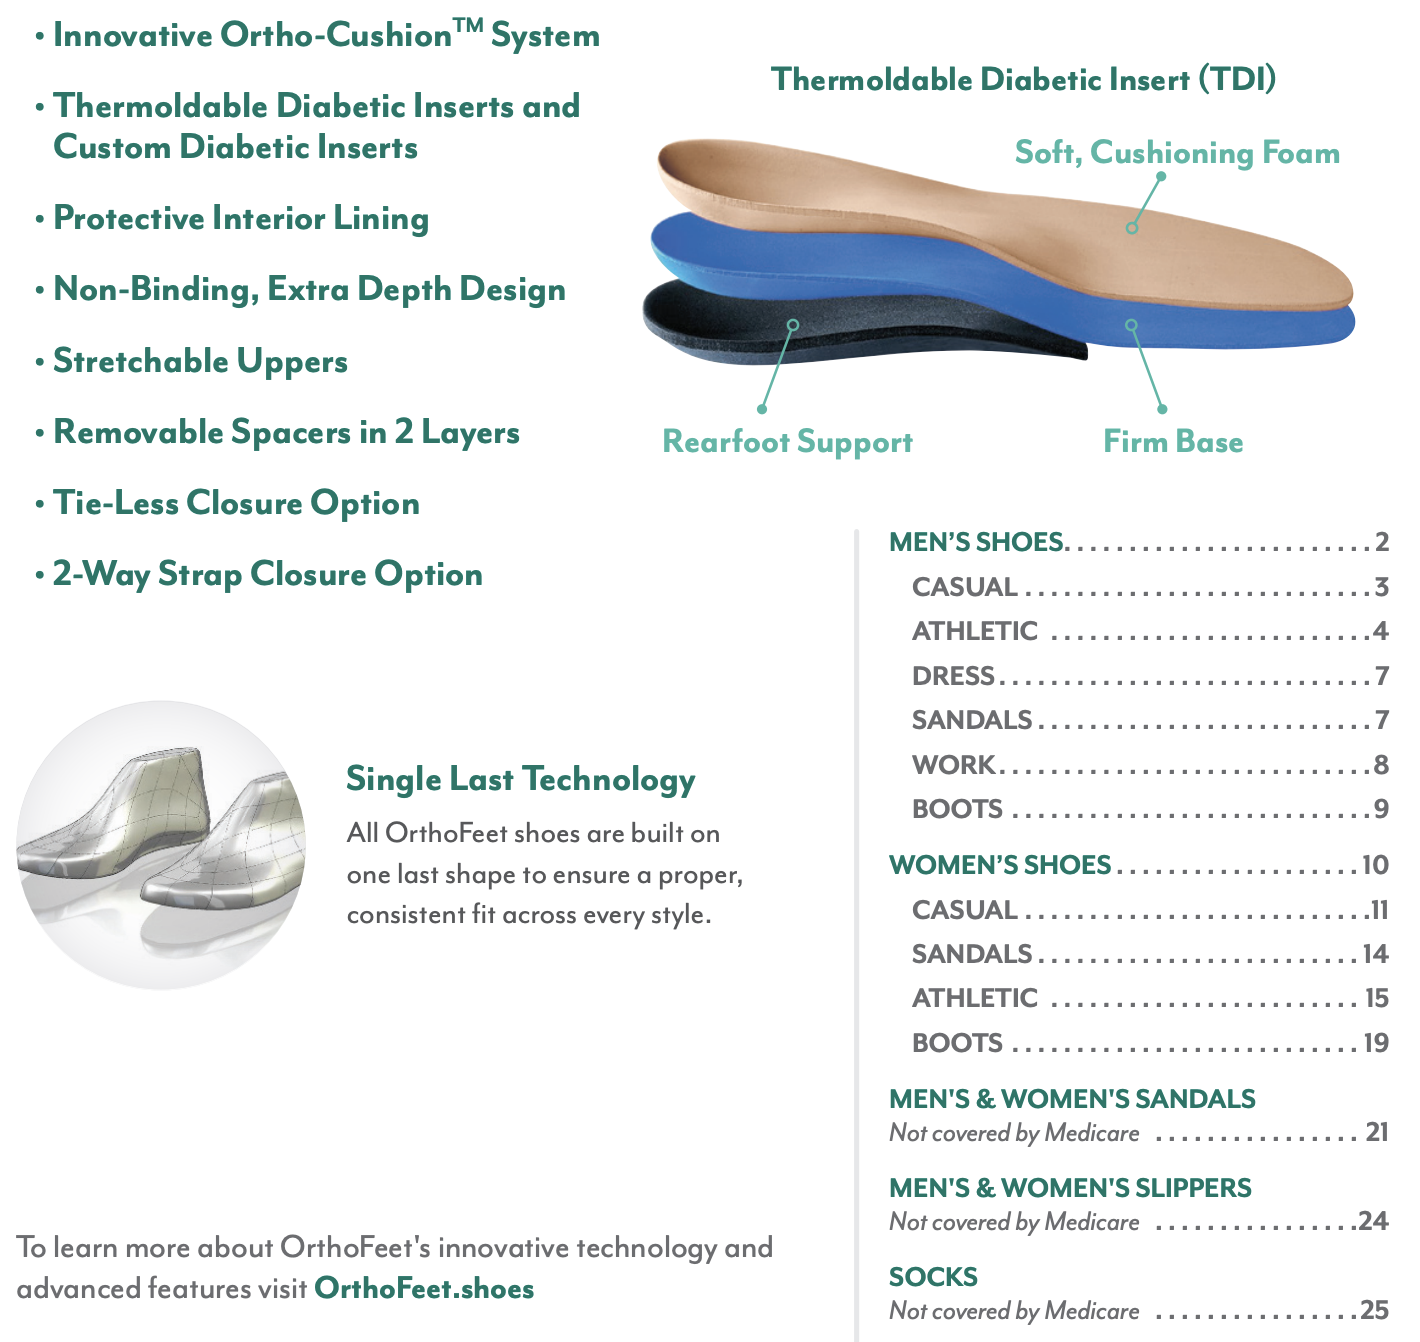 • Innovative Ortho-Cushion™ System
• Thermoldable Diabetic Inserts and
Custom Diabetic Inserts
• Protective Interior Lining
• Non-Binding, Extra Depth Design
• Stretchable Uppers
• Removable Spacers in 2 Layers
• Tie-Less Closure Option
• 2-Way Strap Closure Option
Thermoldable Diabetic Insert (TDI)
Soft, Cushioning Foam
Rearfoot Support
Firm Base
Single Last Technology
All OrthoFeet shoes are built on
one last shape to ensure a proper,
consistent fit across every style.
To learn more about OrthoFeet's innovative technology and
advanced features visit OrthoFeet.shoes
MEN’S SHOES. . . . . . . . . . . . . . . . . . . . . . . . 2
CASUAL . . . . . . . . . . . . . . . . . . . . . . . . . . . 3
ATHLETIC . . . . . . . . . . . . . . . . . . . . . . . . . 4
DRESS . . . . . . . . . . . . . . . . . . . . . . . . . . . . . 7
SANDALS . . . . . . . . . . . . . . . . . . . . . . . . . . 7
WORK . . . . . . . . . . . . . . . . . . . . . . . . . . . . . 8
BOOTS . . . . . . . . . . . . . . . . . . . . . . . . . . . . 9
WOMEN’S SHOES . . . . . . . . . . . . . . . . . . . 10
CASUAL . . . . . . . . . . . . . . . . . . . . . . . . . . . 11
SANDALS . . . . . . . . . . . . . . . . . . . . . . . . . 14
ATHLETIC . . . . . . . . . . . . . . . . . . . . . . . . 15
BOOTS . . . . . . . . . . . . . . . . . . . . . . . . . . . 19
MEN'S & WOMEN'S SANDALS
Not covered by Medicare . . . . . . . . . . . . . . . . 21
MEN'S & WOMEN'S SLIPPERS
Not covered by Medicare . . . . . . . . . . . . . . . . 24
SOCKS
Not covered by Medicare . . . . . . . . . . . . . . . . 25